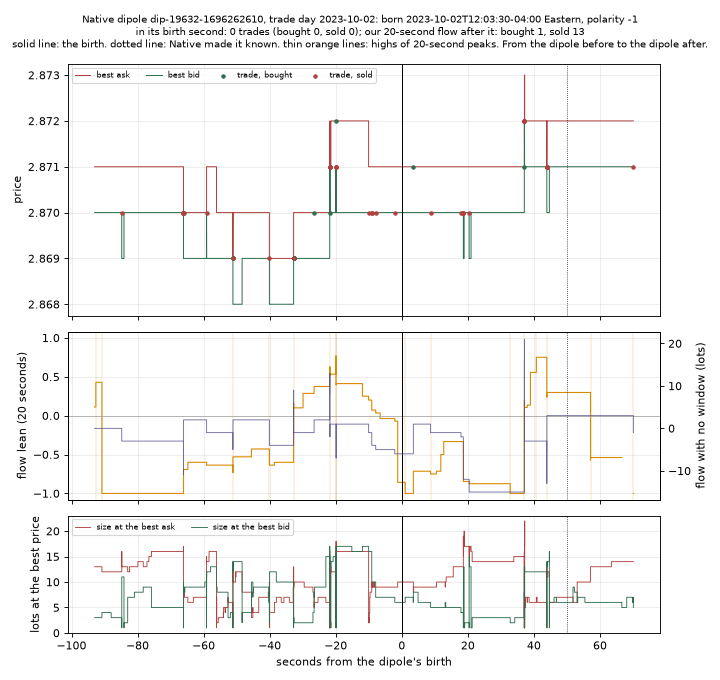 Native dipole dip-19632-1696262610, trade day 2023-10-02: born 2023-10-02T12:03:30-04:00 Eastern, polarity -1
in its birth second: 0 trades (bought 0, sold 0); our 20-second flow after it: bought 1, sold 13
solid line: the birth. dotted line: Native made it known. thin orange lines: highs of 20-second peaks. From the dipole before to the dipole after.
best ask
best bid
trade, bought
trade, sold
2.873
2.872
2.871
2.870
2.869
2.868
price
1.0
0.5
0.0
−0.5
−1.0
flow lean (20 seconds)
20
10
0
−10
flow with no window (lots)
size at the best ask
size at the best bid
20
15
10
5
0
lots at the best price
−100
−80
−60
−40
−20
0
20
40
60
seconds from the dipole's birth